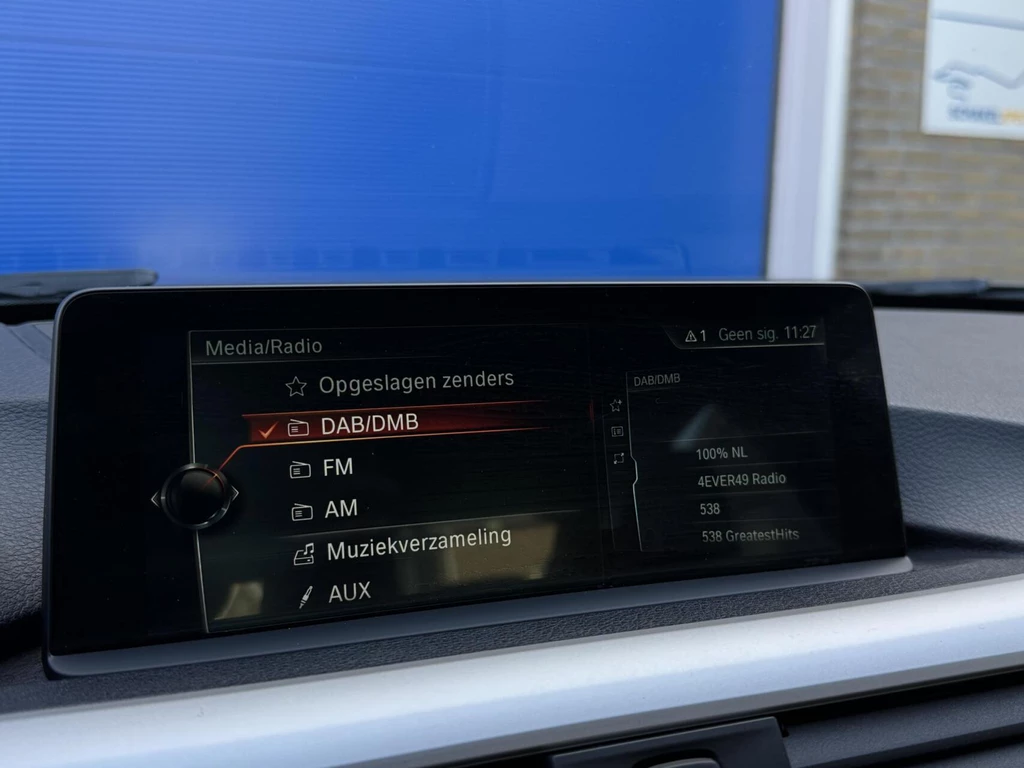 Media/Radio
1 Geen sig. 11:27
Opgeslagen zenders
DAB/DMB
FM
AM
Muziekverzameling
AUX
DAB/DMB
100% NL
4EVER49 Radio
538
538 GreatestHits